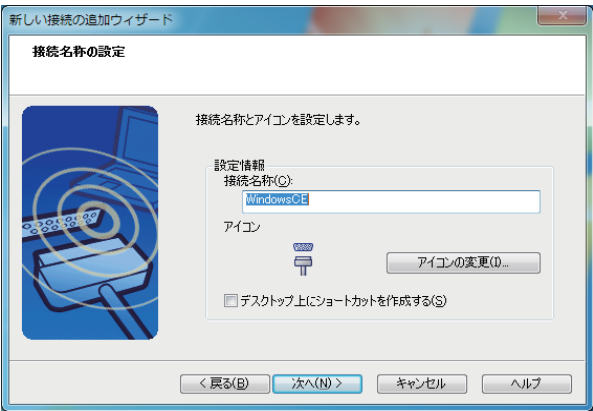 新しい接続の追加ウィザード
接続名称の設定
接続名称とアイコンを設定します。
設定情報
接続名称(C):
WindowsCE
アイコン
アイコンの変更(I)...
デスクトップ上にショートカットを作成する(S)
< 戻る(B) 次へ(N) > キャンセル ヘルプ